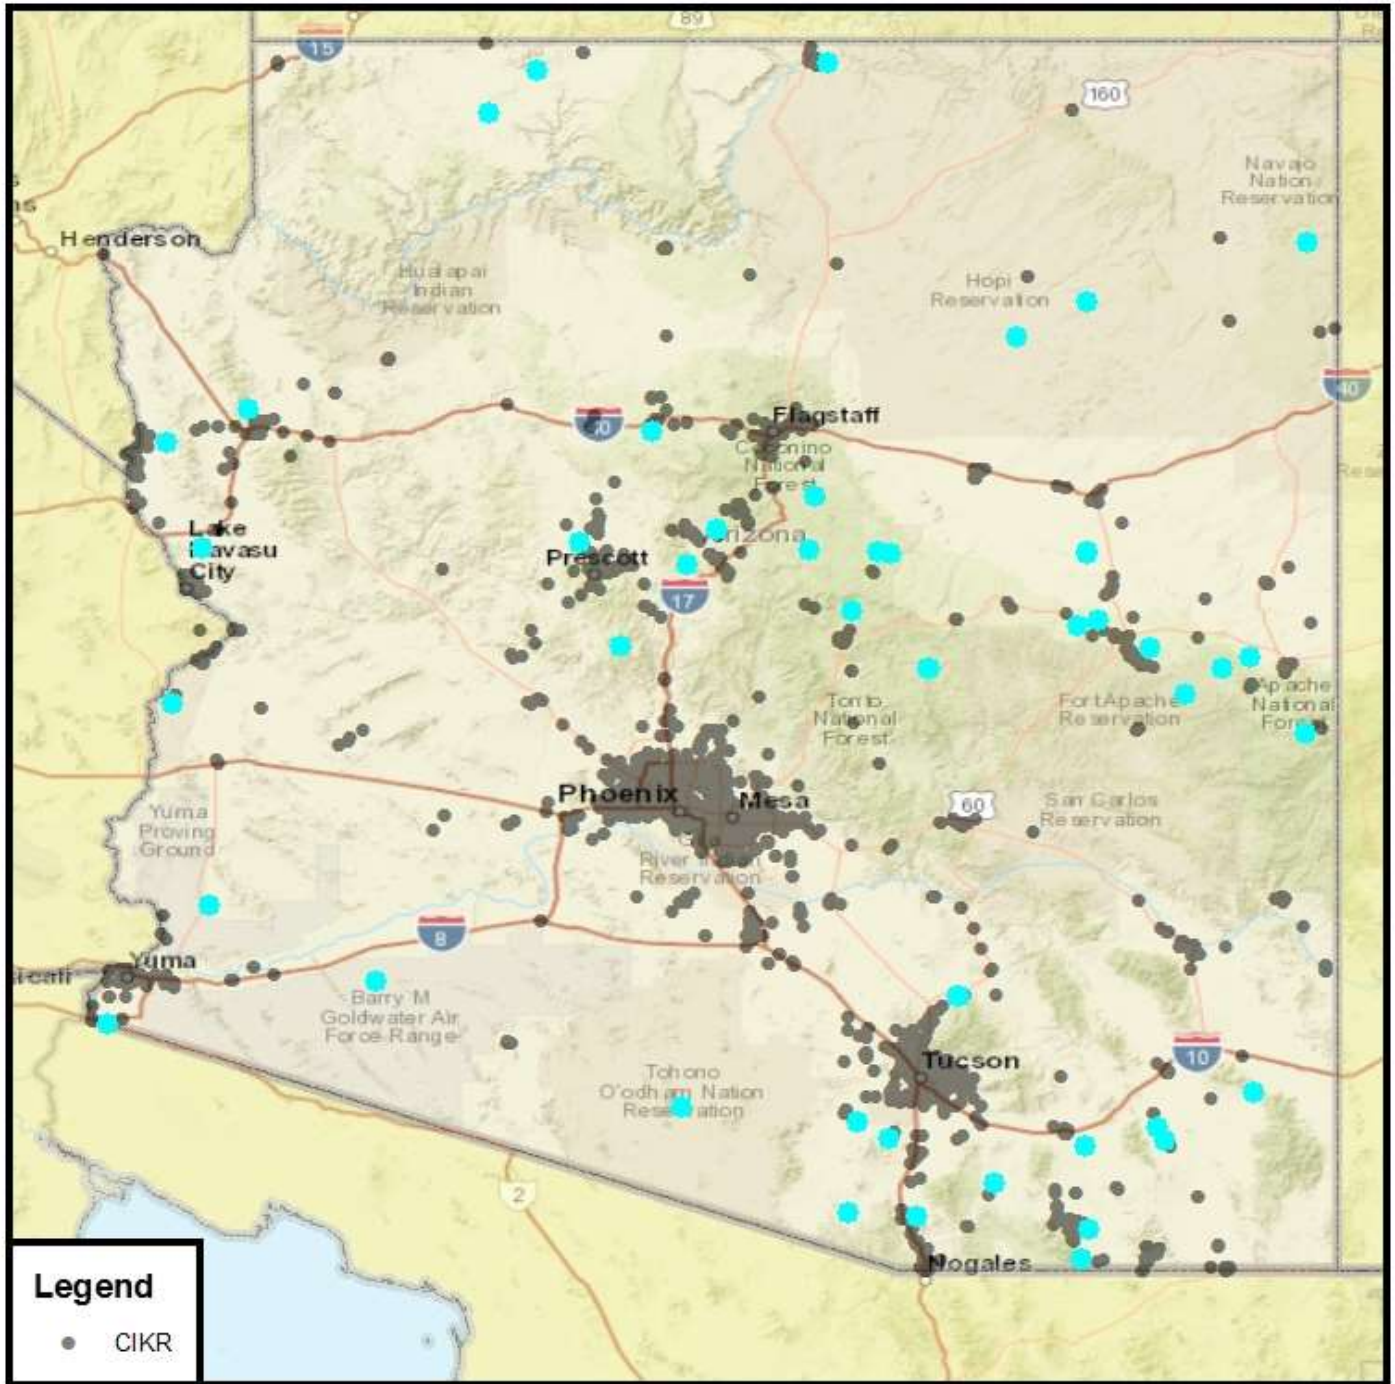 89
15
160
Navajo
Nation
Reservation
Henderson
Hualapai
Indian
Reservation
Hopi
Reservation
40
Flagstaff
Coconino
National
Forest
Arizona
Lake
Havasu
City
Prescott
17
Tonto
National
Forest
Fort Apache
Reservation
Apache
National
Forest
Phoenix
Mesa
60
San Carlos
Reservation
Yuma
Proving
Ground
River Indian
Reservation
8
Yuma
icali
Barry M
Goldwater Air
Force Range
10
Tucson
Tohono
O'odham Nation
Reservation
2
Nogales
Legend
CIKR